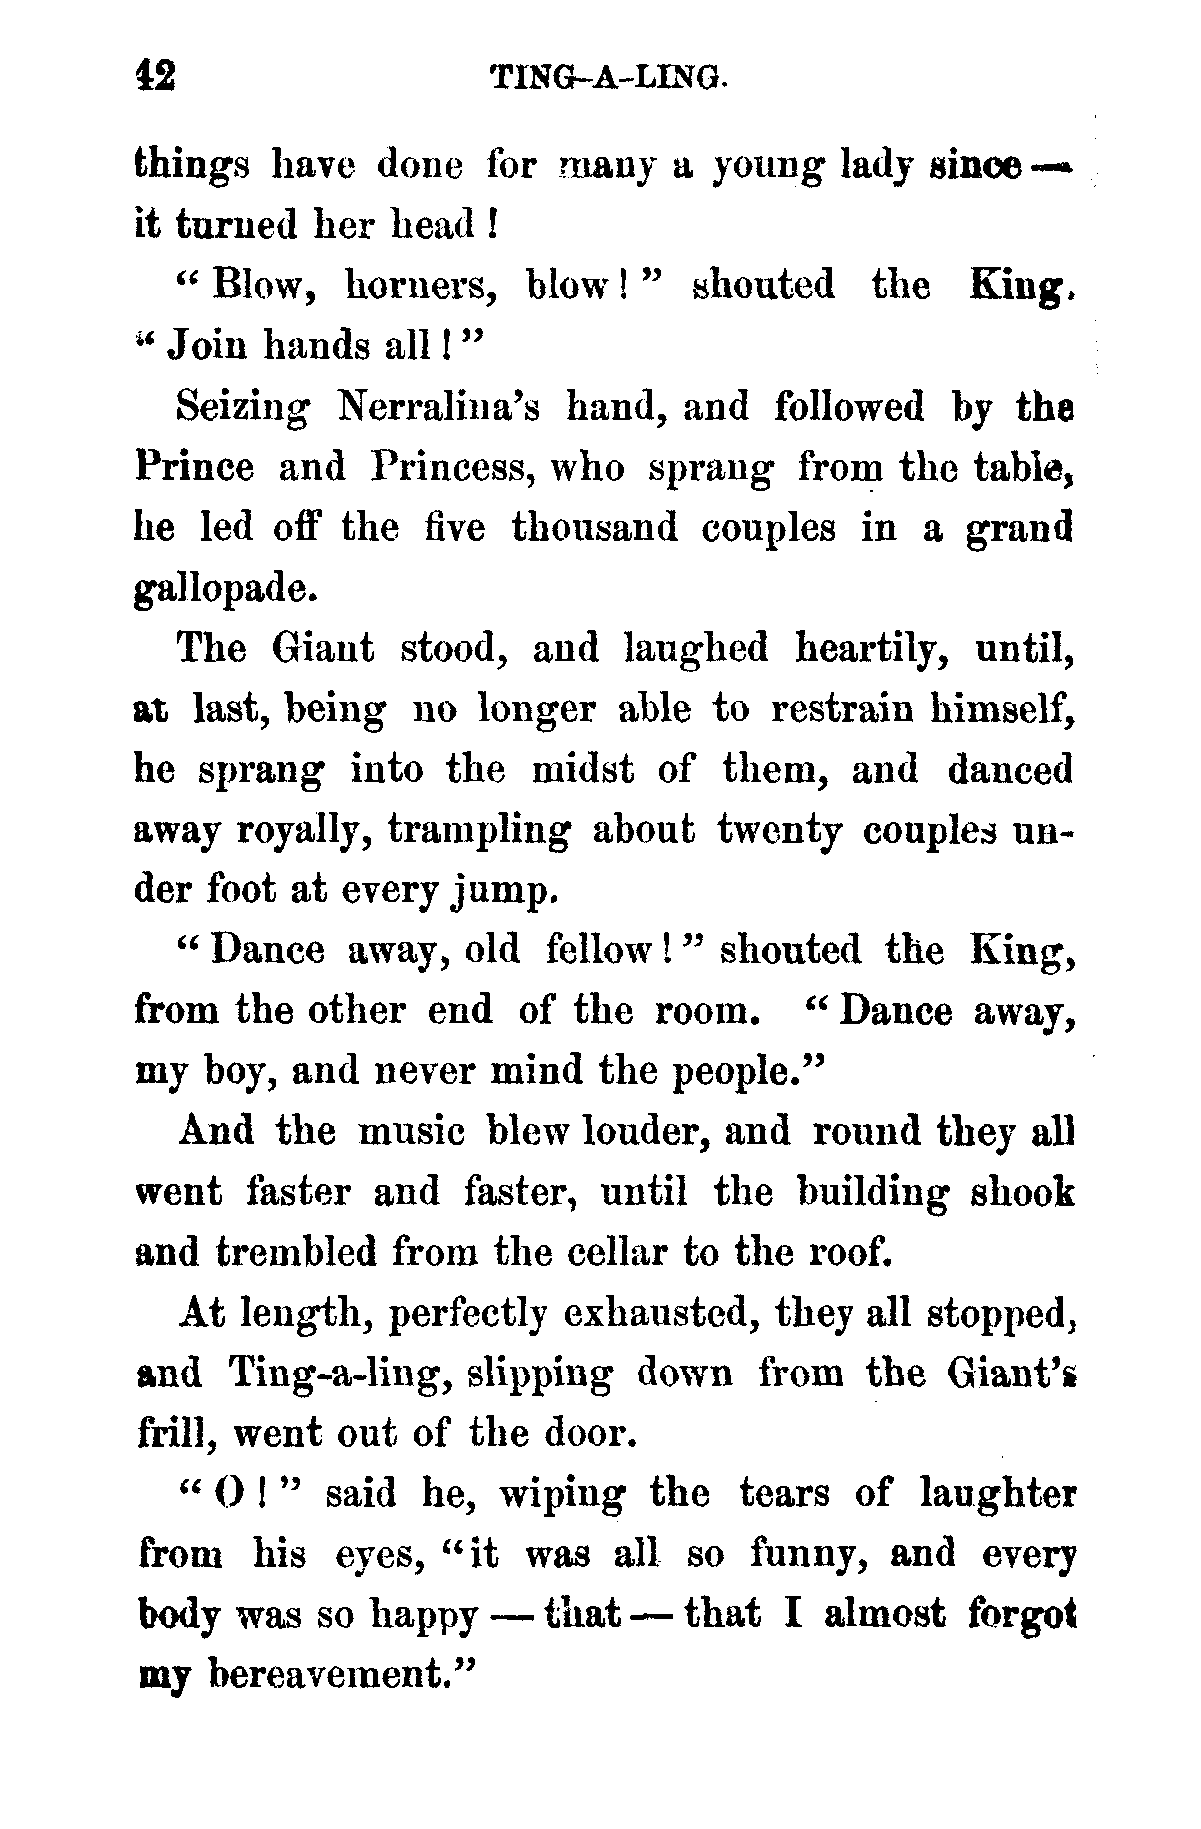 42 TING-A-LING.
things have done for many a young lady since —
it turned her head !
" Blow, horners, blow ! " shouted the King.
" Join hands all ! "
Seizing Nerralina's hand, and followed by the
Prince and Princess, who sprang from the table,
he led off the five thousand couples in a grand
gallopade.
The Giant stood, and laughed heartily, until,
at last, being no longer able to restrain himself,
he sprang into the midst of them, and danced
away royally, trampling about twenty couples un-
der foot at every jump.
" Dance away, old fellow ! " shouted the King,
from the other end of the room. " Dance away,
my boy, and never mind the people."
And the music blew louder, and round they all
went faster and faster, until the building shook
and trembled from the cellar to the roof.
At length, perfectly exhausted, they all stopped,
and Ting-a-ling, slipping down from the Giant's
frill, went out of the door.
" O ! " said he, wiping the tears of laughter
from his eyes, " it was all so funny, and every
body was so happy — that — that I almost forgot
my bereavement."